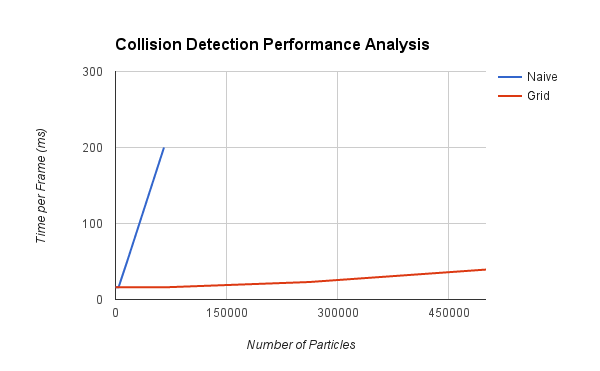 Collision Detection Performance Analysis
Naive
Grid
Time per Frame (ms)
300
200
100
0
0
150000
300000
450000
Number of Particles